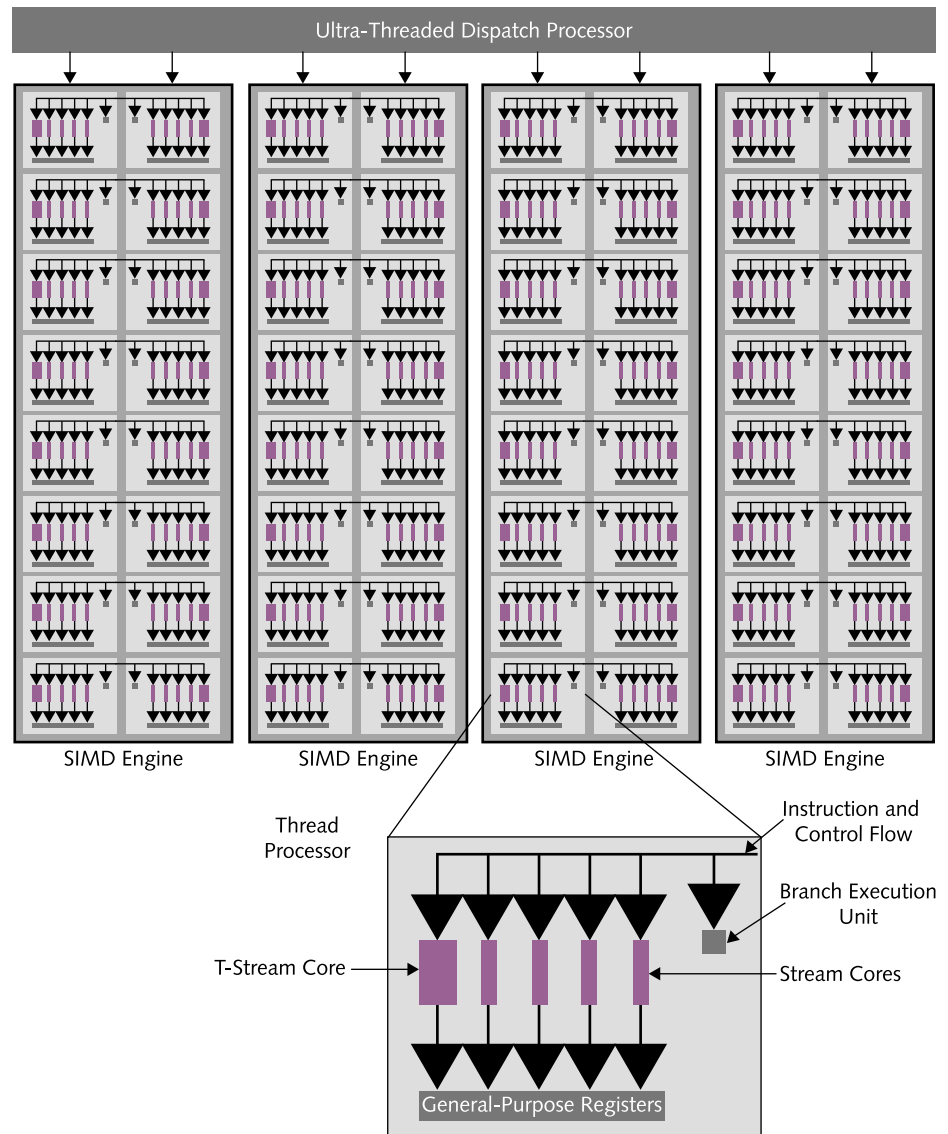 Ultra-Threaded Dispatch Processor
SIMD Engine
SIMD Engine
SIMD Engine
SIMD Engine
Thread
Processor
Instruction and
Control Flow
Branch Execution
Unit
T-Stream Core
Stream Cores
General-Purpose Registers